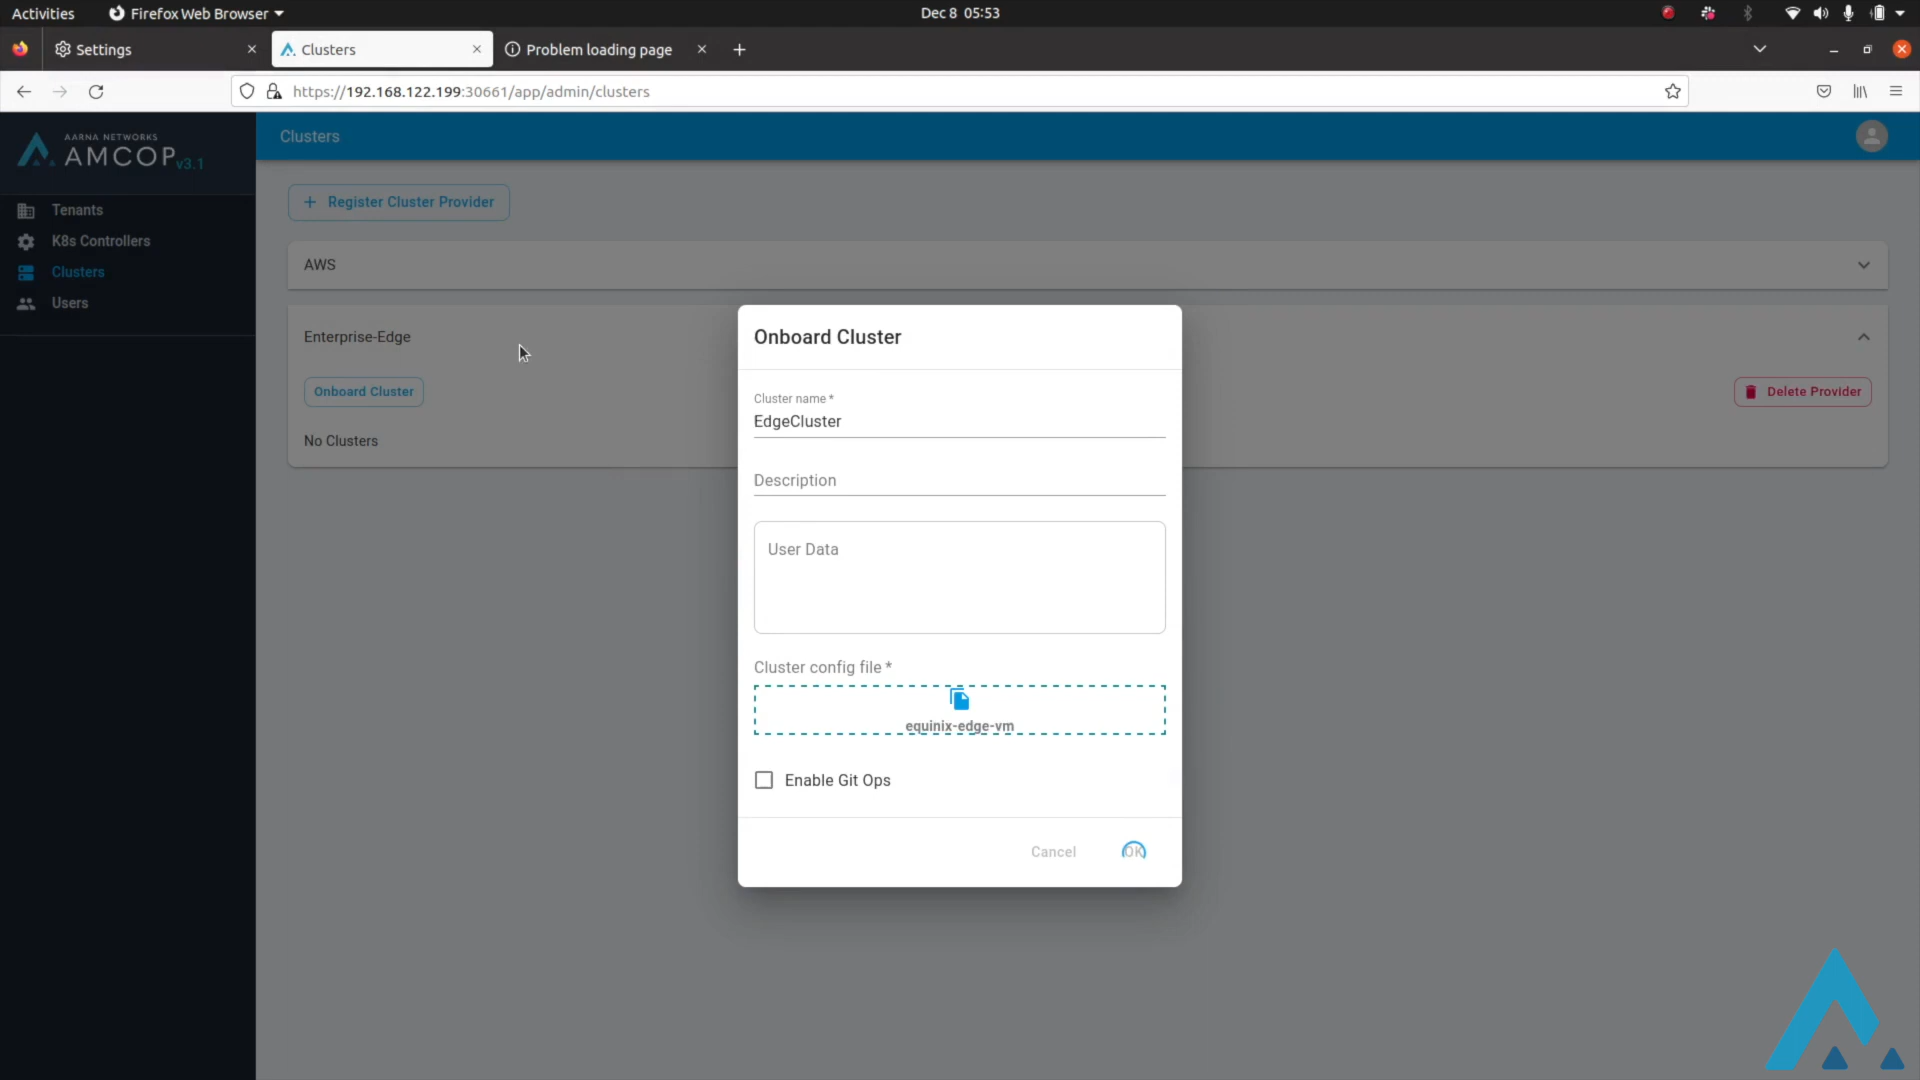 Activities
Firefox Web Browser
Dec 8 05:53
Settings
Clusters
Problem loading page
https://192.168.122.199:30661/app/admin/clusters
AARNA NETWORKS
AMCOP v3.1
Clusters
Tenants
K8s Controllers
Clusters
Users
+ Register Cluster Provider
AWS
Enterprise-Edge
Onboard Cluster
Delete Provider
No Clusters
Onboard Cluster
Cluster name *
EdgeCluster
Description
User Data
Cluster config file *
equinix-edge-vm
Enable Git Ops
Cancel
OK